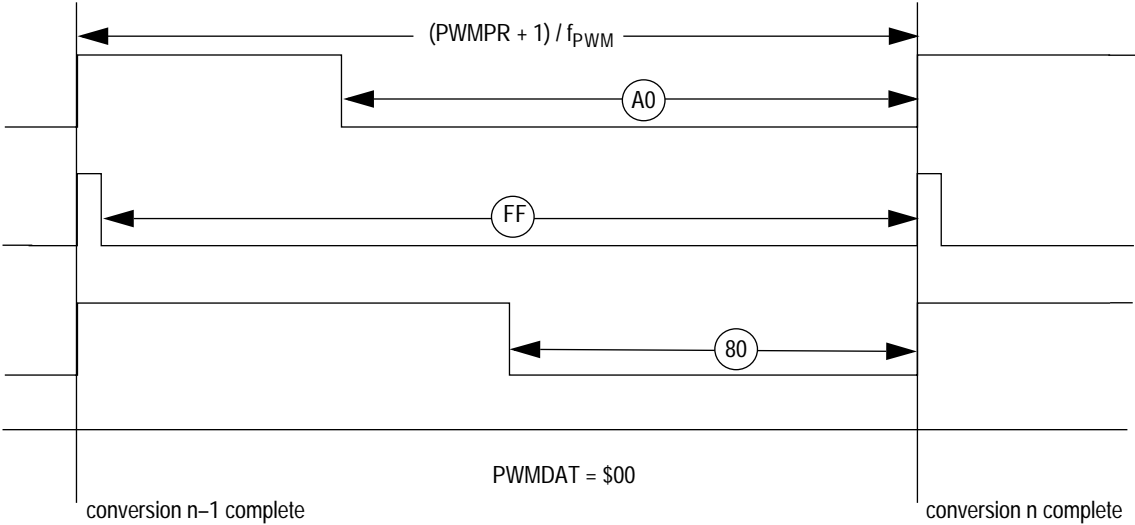 (PWMPR + 1) / fPWM
A0
FF
80
PWMDAT = $00
conversion n–1 complete
conversion n complete